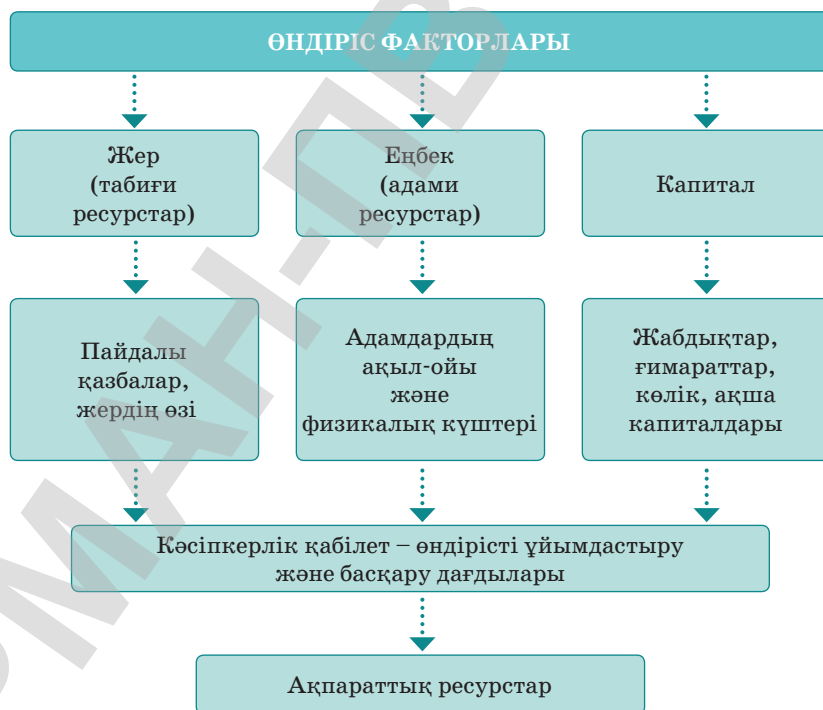 ӨНДІРІС ФАКТОРЛАРЫ
Жер
(табиғи
ресурстар)
Еңбек
(адами
ресурстар)
Капитал
Пайдалы
қазбалар,
жердің өзі
Адамдардың
ақыл-ойы
және
физикалық күштері
Жабдықтар,
ғимараттар,
көлік, ақша
капиталдары
Кәсіпкерлік қабілет – өндірісті ұйымдастыру
және басқару дағдылары
Ақпараттық ресурстар